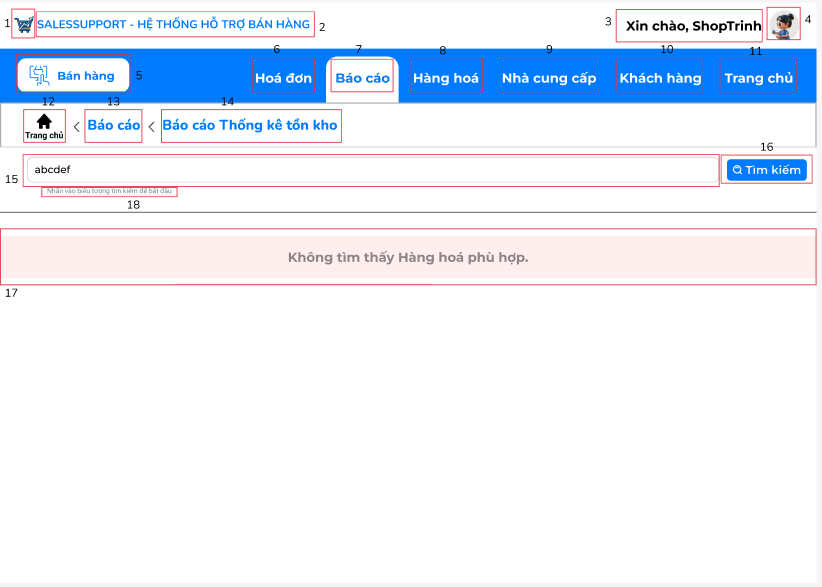 1 SALESSUPPORT - HỆ THỐNG HỖ TRỢ BÁN HÀNG 2 3 Xin chào, ShopTrinh 4
6 7 8 9 10 11
Bán hàng 5 Hoá đơn Báo cáo Hàng hoá Nhà cung cấp Khách hàng Trang chủ
12 13 14
Trang chủ < Báo cáo < Báo cáo Thống kê tồn kho
16
15 abcdef Tìm kiếm
Nhấn vào biểu tượng tìm kiếm để bắt đầu
18
Không tìm thấy Hàng hoá phù hợp.
17